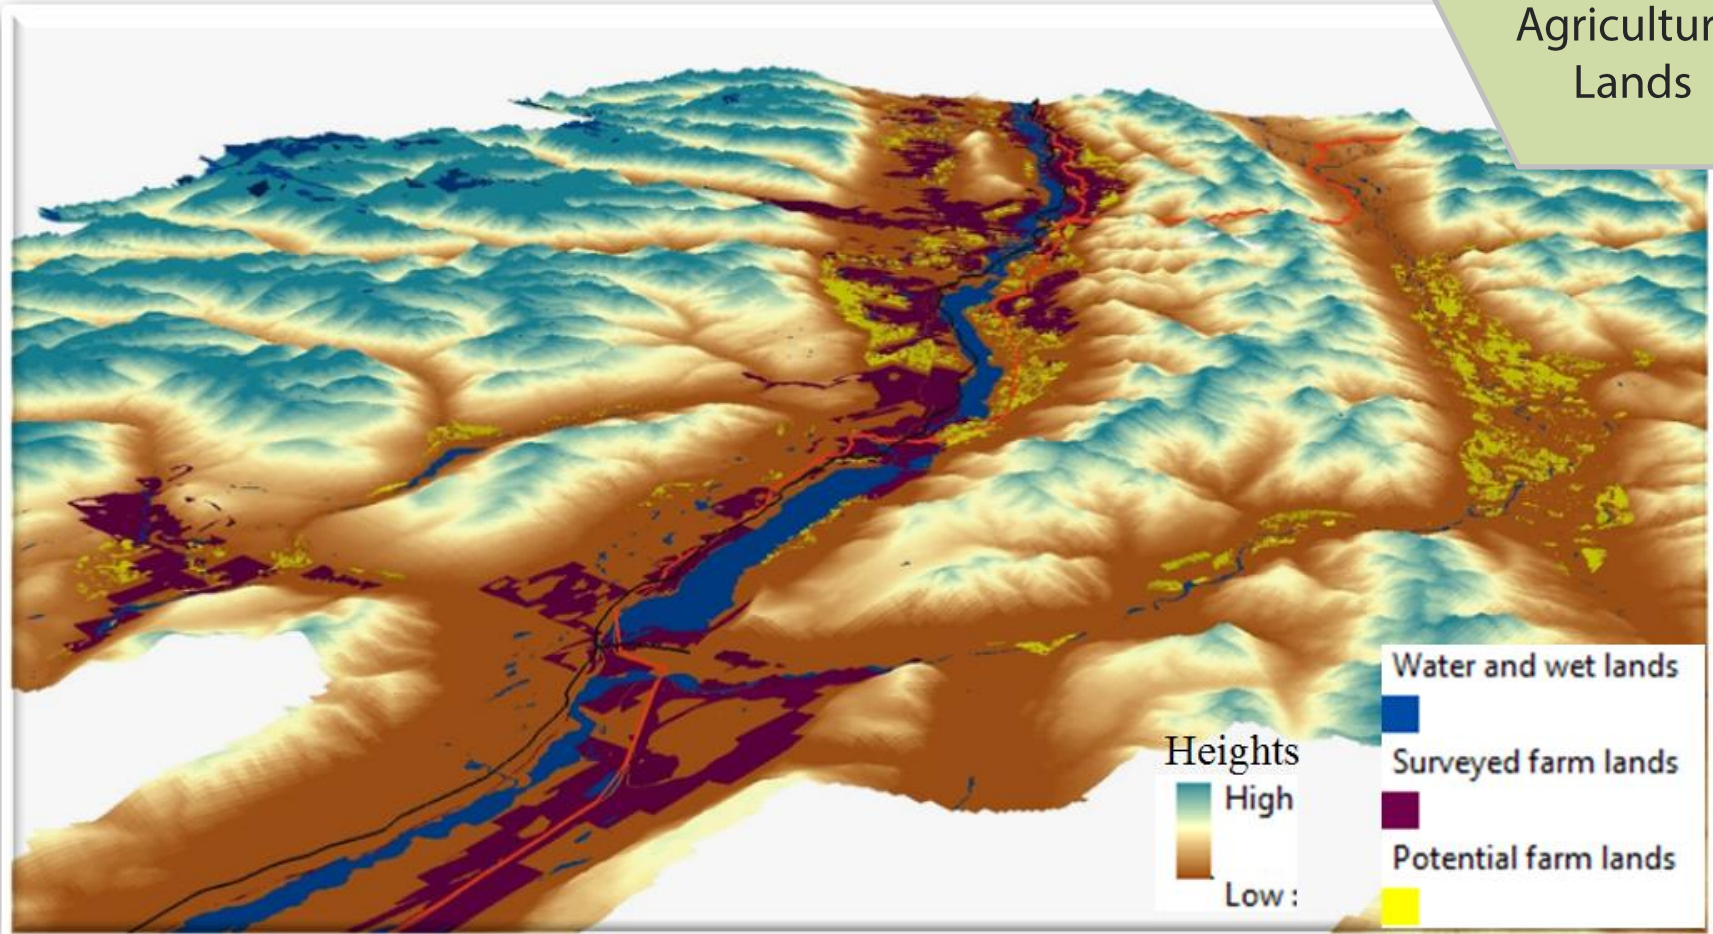 Agricultur
Lands
Water and wet lands
Surveyed farm lands
Potential farm lands
Heights
High
Low :